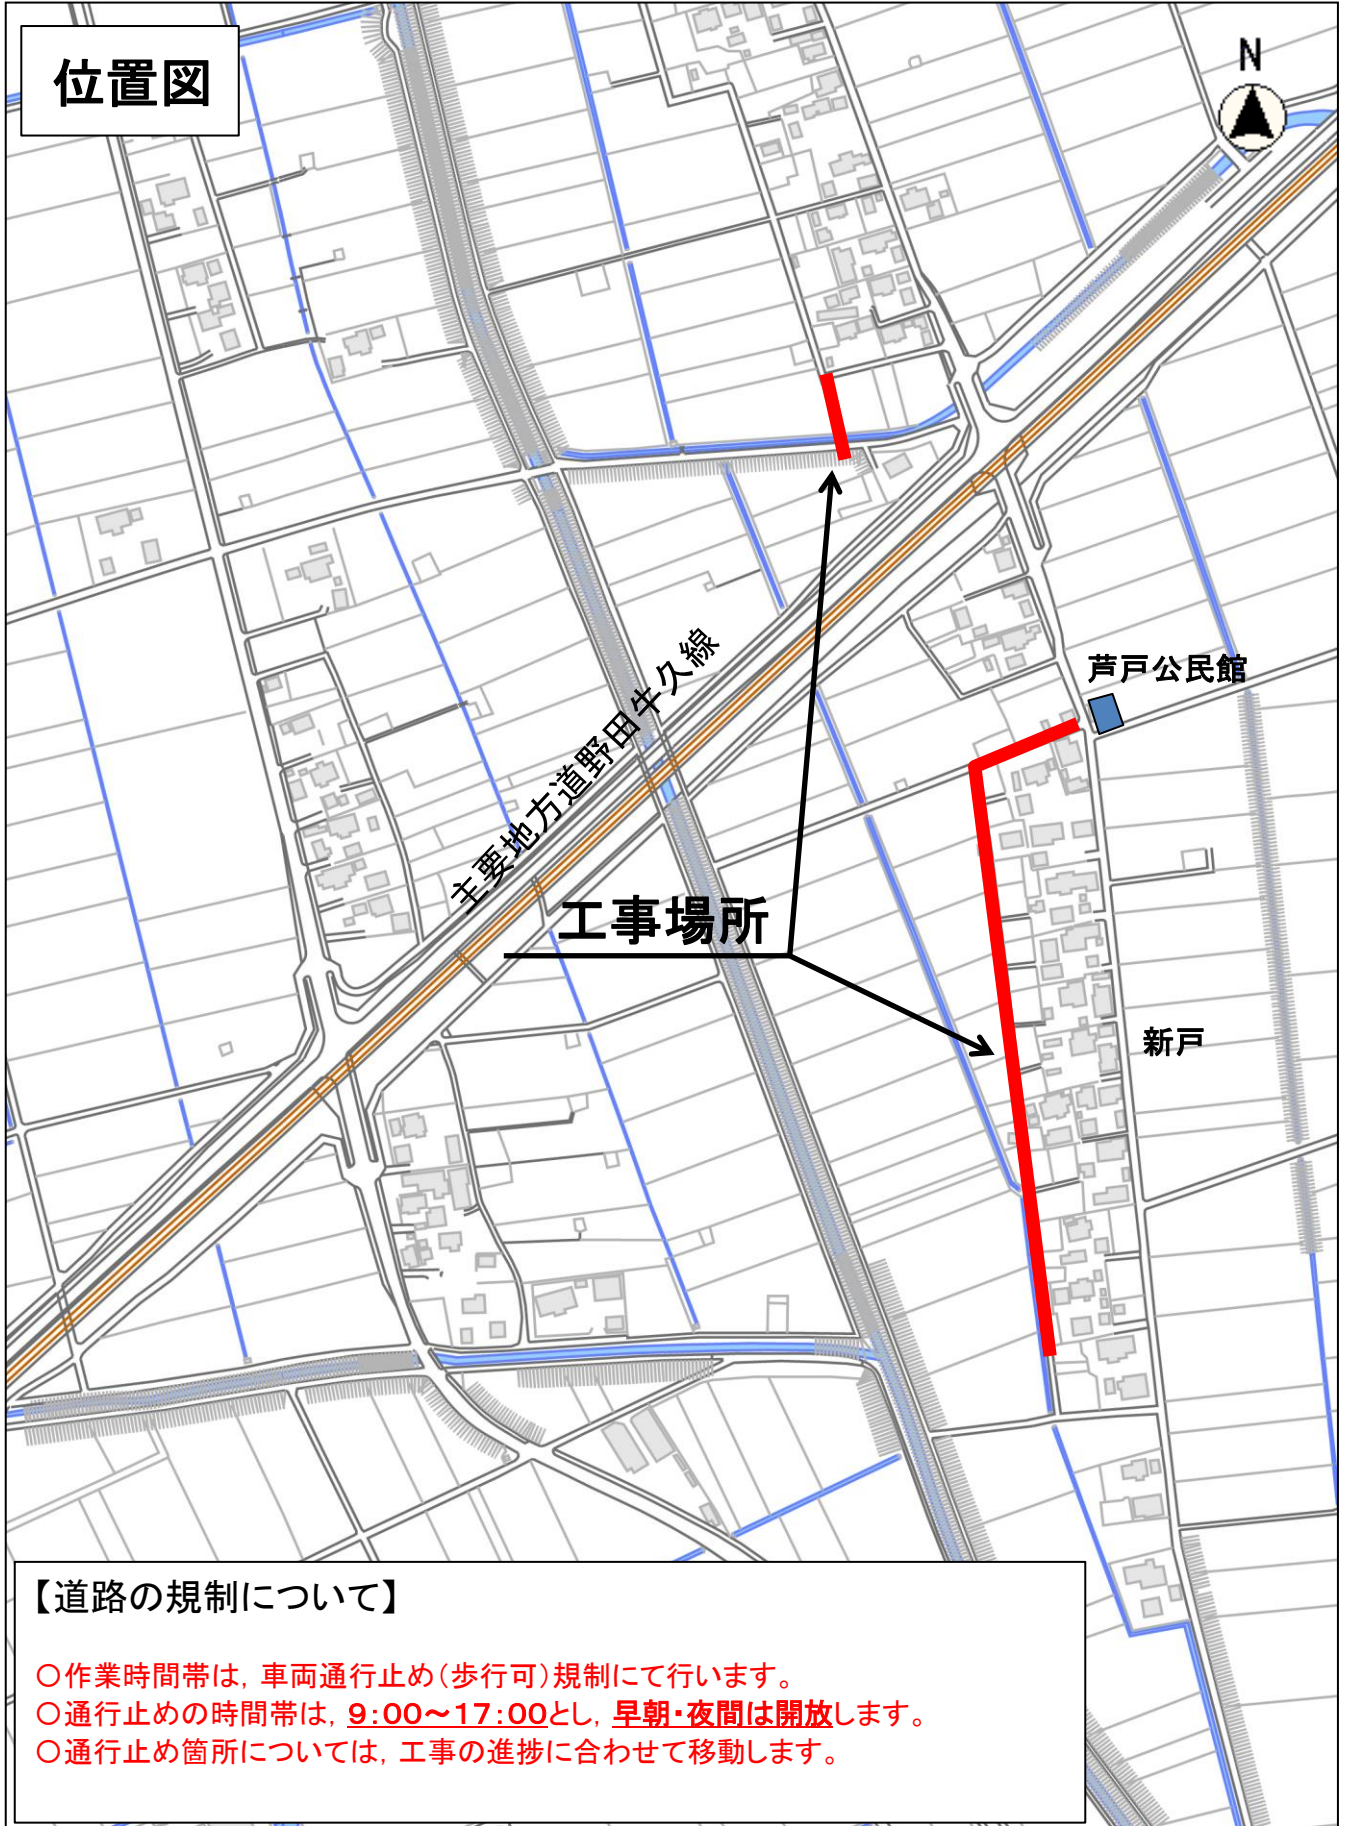 位置図
N
芦戸公民館
主要地方道野田牛久線
工事場所
新戸
【道路の規制について】
○作業時間帯は, 車両通行止め(歩行可)規制にて行います。
○通行止めの時間帯は, 9:00～17:00とし, 早朝・夜間は開放します。
○通行止め箇所については, 工事の進捗に合わせて移動します。